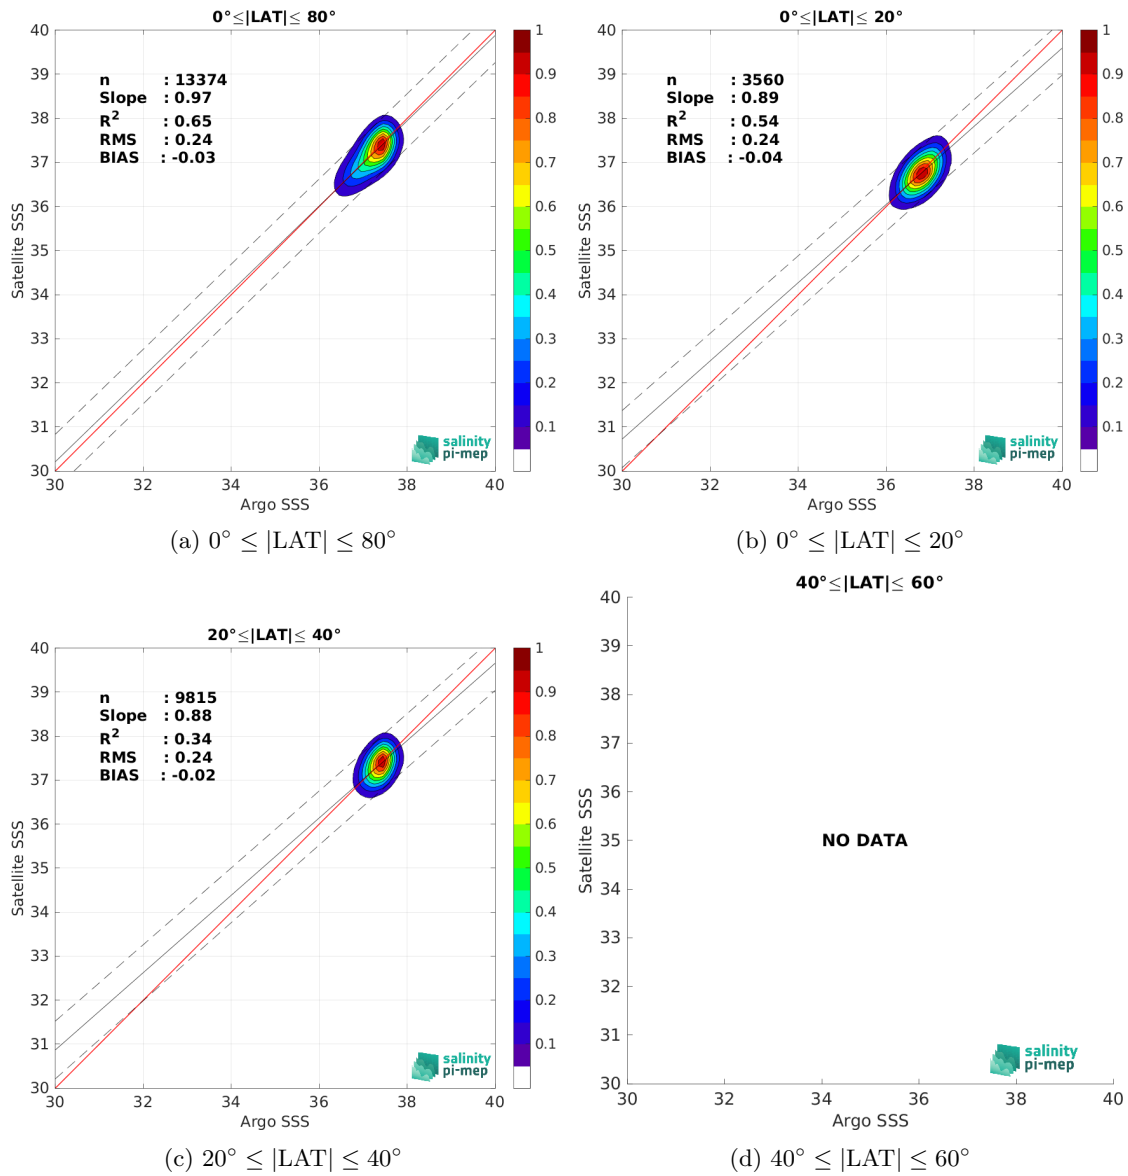 0°≤|LAT|≤ 80°
40
39
38
37
36
35
34
33
32
31
30
Satellite SSS
n : 13374
Slope : 0.97
R² : 0.65
RMS : 0.24
BIAS : -0.03
salinity
pi-mep
30 32 34 36 38 40
Argo SSS
1
0.9
0.8
0.7
0.6
0.5
0.4
0.3
0.2
0.1
(a) 0° ≤ |LAT| ≤ 80°
0°≤|LAT|≤ 20°
40
39
38
37
36
35
34
33
32
31
30
Satellite SSS
n : 3560
Slope : 0.89
R² : 0.54
RMS : 0.24
BIAS : -0.04
salinity
pi-mep
30 32 34 36 38 40
Argo SSS
1
0.9
0.8
0.7
0.6
0.5
0.4
0.3
0.2
0.1
(b) 0° ≤ |LAT| ≤ 20°
20°≤|LAT|≤ 40°
40
39
38
37
36
35
34
33
32
31
30
Satellite SSS
n : 9815
Slope : 0.88
R² : 0.34
RMS : 0.24
BIAS : -0.02
salinity
pi-mep
30 32 34 36 38 40
Argo SSS
1
0.9
0.8
0.7
0.6
0.5
0.4
0.3
0.2
0.1
(c) 20° ≤ |LAT| ≤ 40°
40°≤|LAT|≤ 60°
40
39
38
37
36
35
34
33
32
31
30
Satellite SSS
NO DATA
salinity
pi-mep
30 32 34 36 38 40
Argo SSS
(d) 40° ≤ |LAT| ≤ 60°